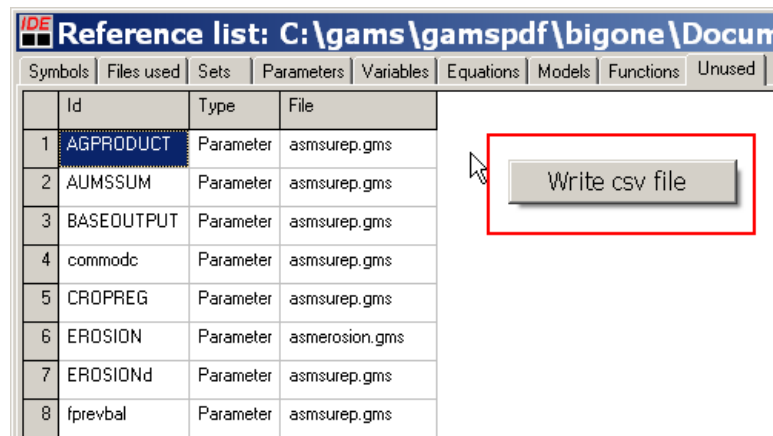 IDE Reference list: C:\gams\gamspdf\bigone\Docum
Symbols Files used Sets Parameters Variables Equations Models Functions Unused
Id Type File
1 AGPRODUCT Parameter asmsurep.gms
Write csv file
2 AUMSSUM Parameter asmsurep.gms
3 BASEOUTPUT Parameter asmsurep.gms
4 commodc Parameter asmsurep.gms
5 CROPREG Parameter asmsurep.gms
6 EROSION Parameter asmerosion.gms
7 EROSIONd Parameter asmsurep.gms
8 fprevbal Parameter asmsurep.gms